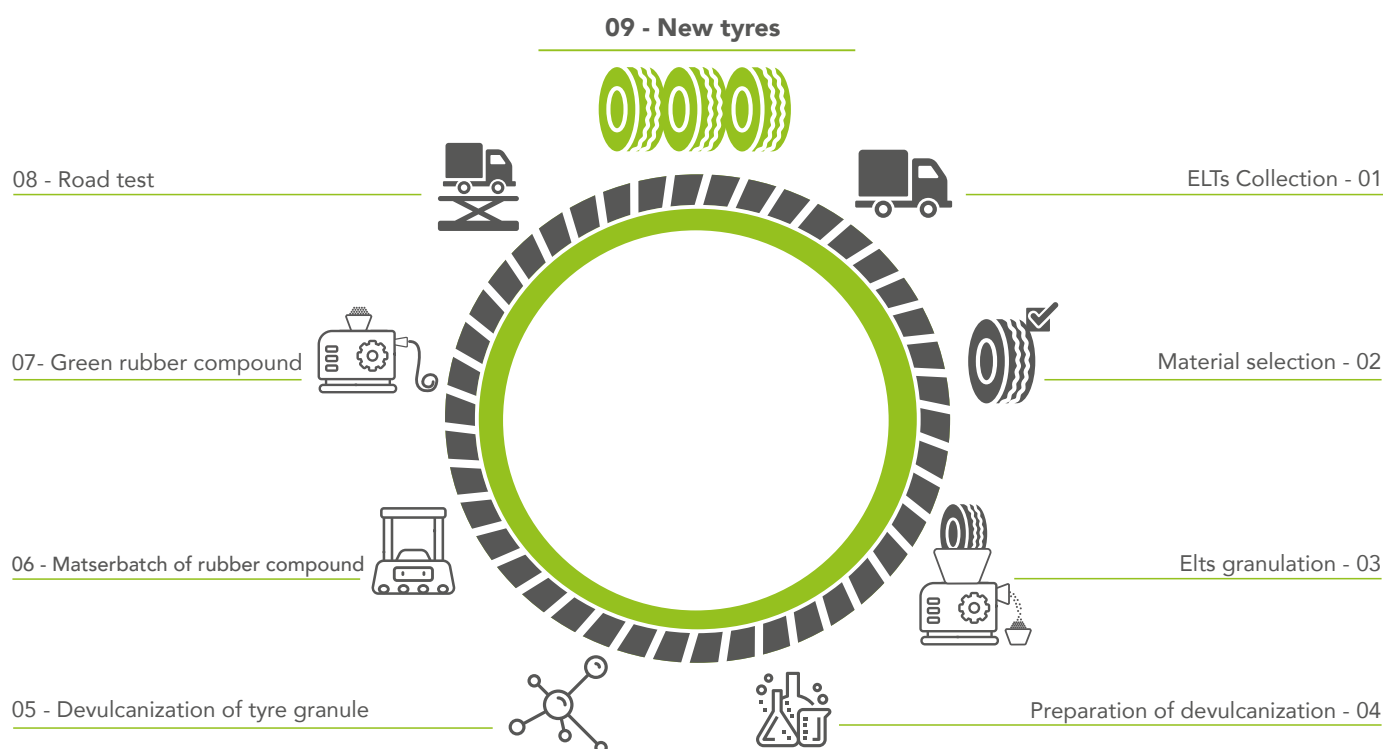 09 - New tyres
08 - Road test
ELTs Collection - 01
07- Green rubber compound
Material selection - 02
06 - Matserbatch of rubber compound
Elts granulation - 03
05 - Devulcanization of tyre granule
Preparation of devulcanization - 04